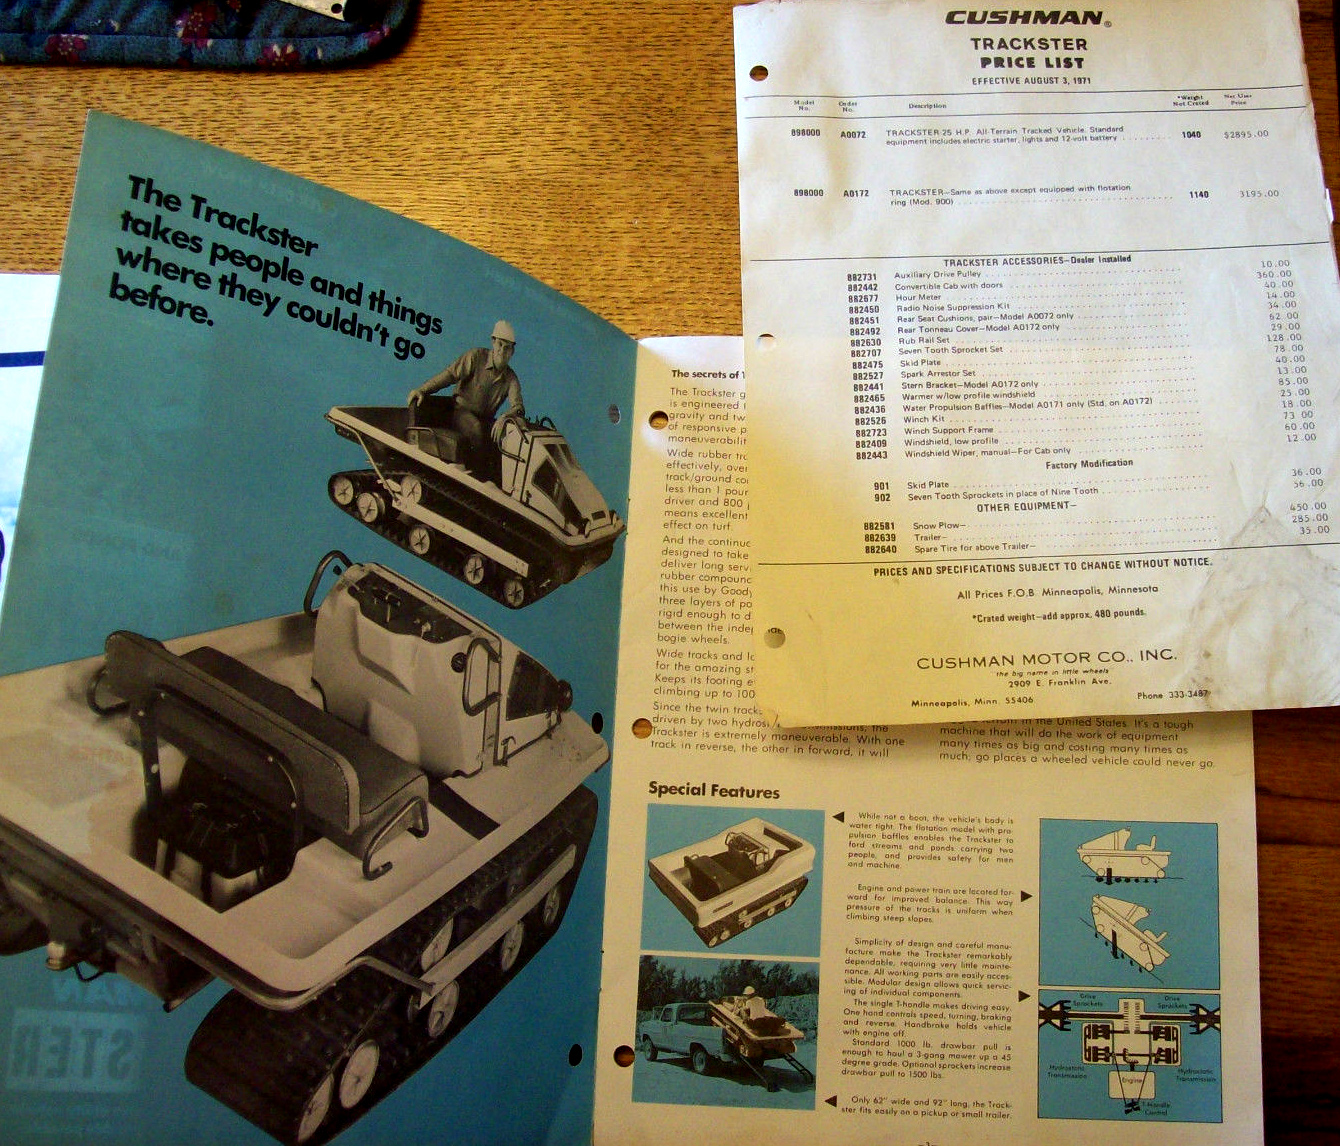 The Trackster
takes people and things
where they couldn't go
before.
CUSHMAN®
TRACKSTER
PRICE LIST
EFFECTIVE AUGUST 3, 1971
Model No. Order No. Description *Weight Not Crated Net User Price
898000 A0072 TRACKSTER 25 H.P. All-Terrain Tracked Vehicle. Standard
equipment includes electric starter, lights and 12-volt battery 1040 $2895.00
898000 A0172 TRACKSTER—Same as above except equipped with flotation
ring (Mod. 900) 1140 3195.00
TRACKSTER ACCESSORIES—Dealer Installed
882731 Auxiliary Drive Pulley 10.00
882442 Convertible Cab with doors 360.00
882677 Hour Meter 40.00
882450 Radio Noise Suppression Kit 14.00
882451 Rear Seat Cushions, pair—Model A0072 only 34.00
882492 Rear Tonneau Cover—Model A0172 only 62.00
882630 Rub Rail Set 29.00
882707 Seven Tooth Sprocket Set 128.00
882475 Skid Plate 78.00
882527 Spark Arrestor Set 40.00
882441 Stern Bracket—Model A0172 only 13.00
882465 Warmer w/low profile windshield 85.00
882436 Water Propulsion Baffles—Model A0171 only (Std. on A0172) 25.00
882526 Winch Kit 18.00
882723 Winch Support Frame 73.00
882409 Windshield, low profile 60.00
882443 Windshield Wiper, manual—For Cab only 12.00
Factory Modification
901 Skid Plate 36.00
902 Seven Tooth Sprockets in place of Nine Tooth 56.00
OTHER EQUIPMENT—
882581 Snow Plow— 450.00
882639 Trailer— 285.00
882640 Spare Tire for above Trailer— 35.00
PRICES AND SPECIFICATIONS SUBJECT TO CHANGE WITHOUT NOTICE.
All Prices F.O.B. Minneapolis, Minnesota
*Crated weight—add approx. 480 pounds.
CUSHMAN MOTOR CO., INC.
the big name in little wheels
2909 E. Franklin Ave.
Minneapolis, Minn. 55406 Phone 333-3487
The secrets of
The Trackster
is engineered
gravity and
of responsive
Wide rubber
effectively,
track/ground
less than 1
driver and 800
means excellent
effect on turf.
And the
designed to take
deliver long
rubber
this use by
three layers of
rigid enough to
between the
bogie wheels.
Wide tracks and
for the amazing
Keeps its footing
climbing up to
Since the twin
driven by two the
Trackster is extremely maneuverable. With one
track in reverse, the other in forward, it will
in the United States. It's a tough
machine that will do the work of equipment
many times as big and costing many times as
much; go places a wheeled vehicle could never go.
Special Features
While not a boat, the vehicle's body is
water tight. The flotation model with pro-
pulsion baffles enables the Trackster to
ford streams and ponds carrying two
people, and provides safety for men
and machine.
Engine and power train are located for-
ward for improved balance. This way
pressure of the tracks is uniform when
climbing steep slopes.
Simplicity of design and careful manu-
facture make the Trackster remarkably
dependable, requiring very little mainte-
nance. All working parts are easily acces-
sible. Modular design allows quick servic-
ing of individual components.
The single T-handle makes driving easy.
One hand controls speed, turning, braking
and reverse. Handbrake holds vehicle
with engine off.
Standard 1000 lb. drawbar pull is
enough to haul a 3-gang mower up a 45
degree grade. Optional sprockets increase
drawbar pull to 1500 lbs.
Only 62" wide and 92" long, the Track-
ster fits easily on a pickup or small trailer.
Drive Sprockets
Drive Sprockets
Hydrostatic Transmission
Hydrostatic Transmission
Engine
T-Handle Control